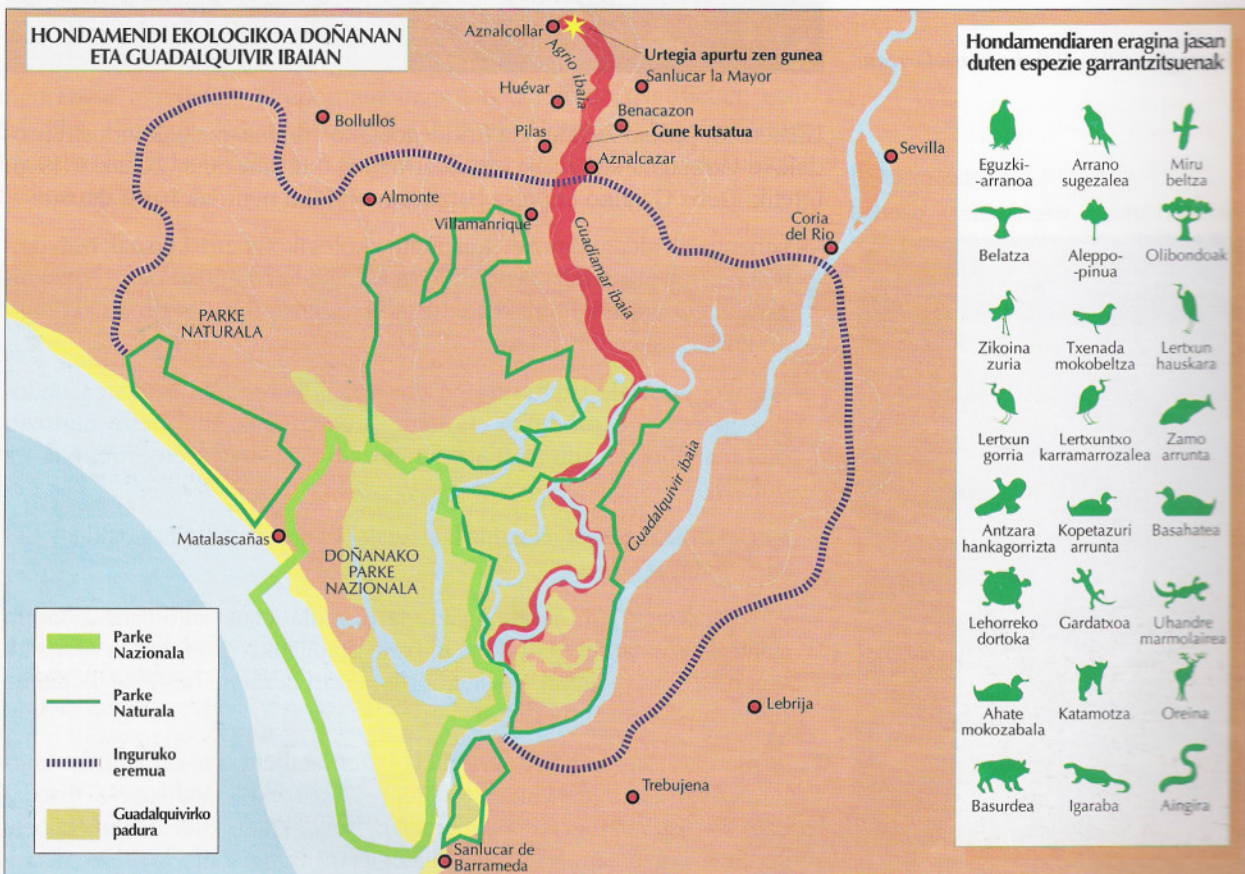 HONDAMENDI EKOLOGIKOA DOÑANAN
ETA GUADALQUIVIR IBAIAN
Aznalcollar
Agrio ibaia
Urtegia apurtu zen gunea
Sanlucar la Mayor
Huévar
Benacazon
Bollullos
Pilas
Gune kutsatua
Aznalcazar
Sevilla
Almonte
Villamanrique
Coria
del Rio
Guadiamar ibaia
PARKE
NATURALA
Guadalquivir ibaia
Matalascañas
DOÑANAKO
PARKE
NAZIONALA
Lebrija
Trebujena
Sanlucar de
Barrameda
Parke
Nazionala
Parke
Naturala
Inguruko
eremua
Guadalquivirko
padura
Hondamendiaren eragina jasan
duten espezie garrantzitsuenak
Eguzki-
-arranoa
Arrano
sugezalea
Miru
beltza
Belatza
Aleppo-
-pinua
Olibondoak
Zikoina
zuria
Txenada
mokobeltza
Lertxun
hauskara
Lertxun
gorria
Lertxuntxo
karramarrozalea
Zamo
arrunta
Antzara
hankagorrizta
Kopetazuri
arrunta
Basahatea
Lehorreko
dortoka
Gardatxoa
Uhandre
marmolairea
Ahate
mokozabala
Katamotza
Oreina
Basurdea
Igaraba
Aingira